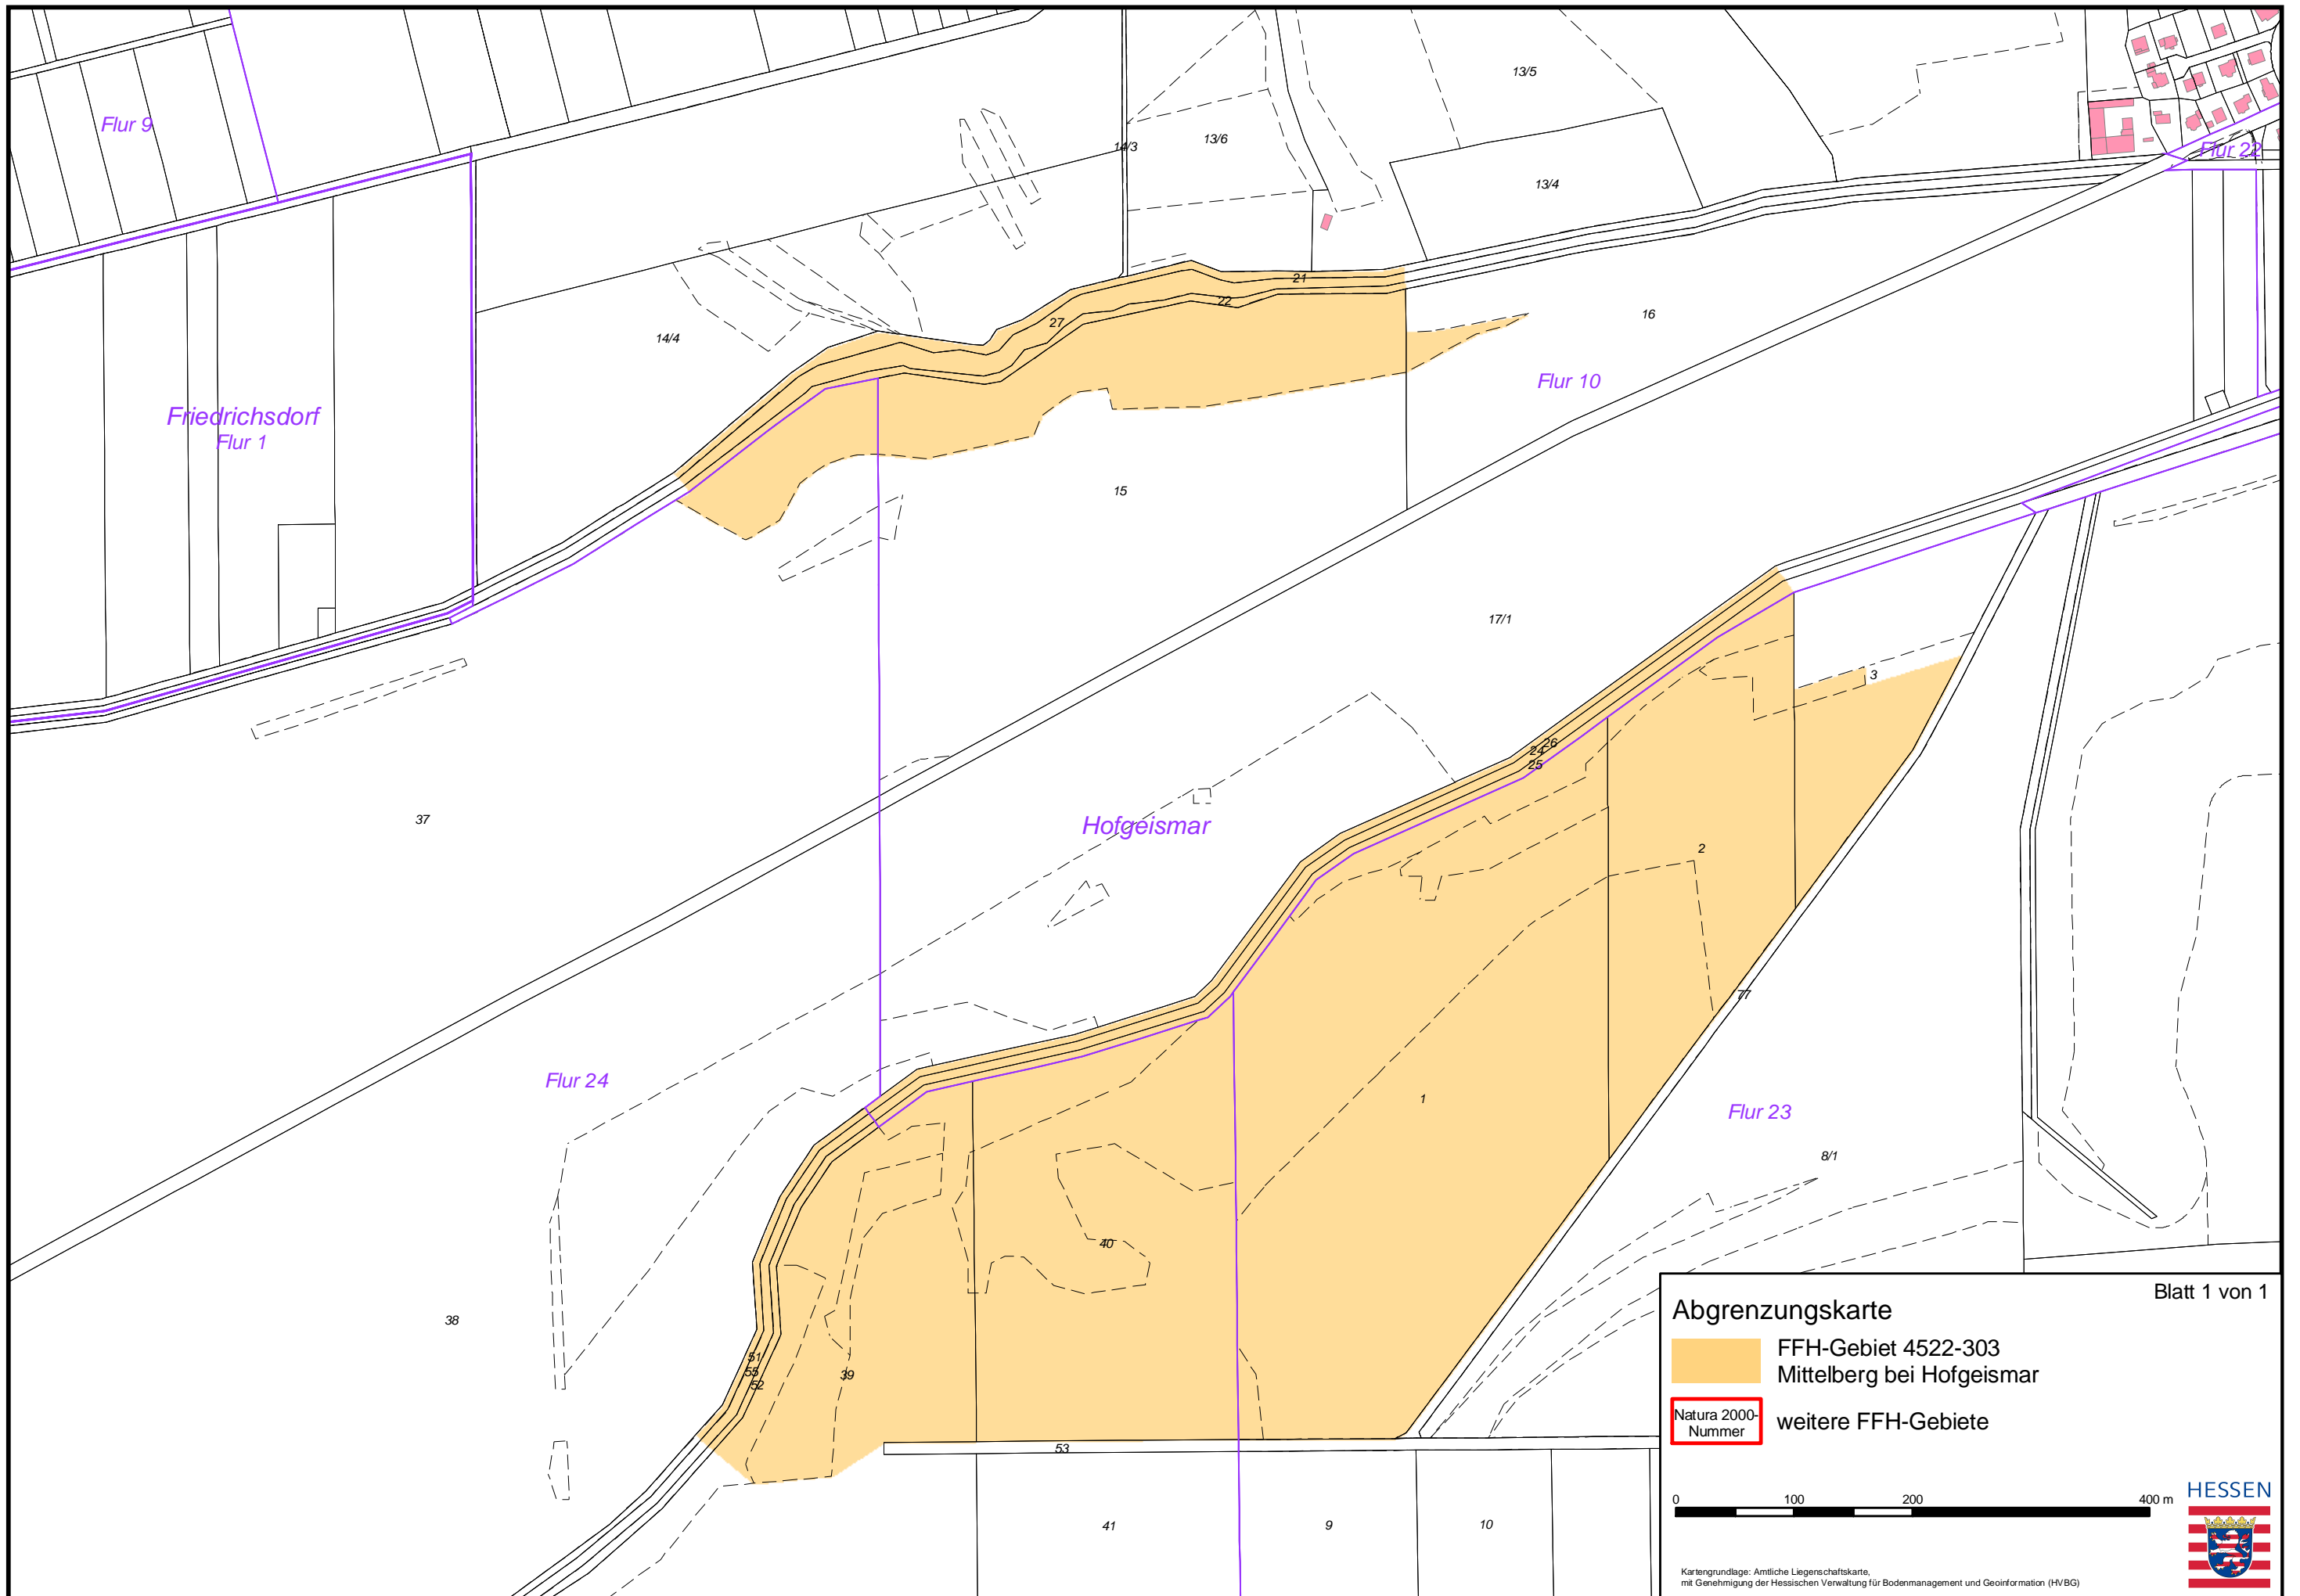 13/5
Flur 9
13/6
14/3
Flur 22
13/4
21
22
16
27
14/4
Flur 10
Friedrichsdorf
Flur 1
15
17/1
3
26
24
25
37
Hofgeismar
2
77
Flur 24
1
Flur 23
8/1
40
38
51
55
52
39
53
41
9
10
Blatt 1 von 1
Abgrenzungskarte
FFH-Gebiet 4522-303
Mittelberg bei Hofgeismar
Natura 2000-
Nummer
weitere FFH-Gebiete
HESSEN
0 100 200 400 m
Kartengrundlage: Amtliche Liegenschaftskarte,
mit Genehmigung der Hessischen Verwaltung für Bodenmanagement und Geoinformation (HVBG)